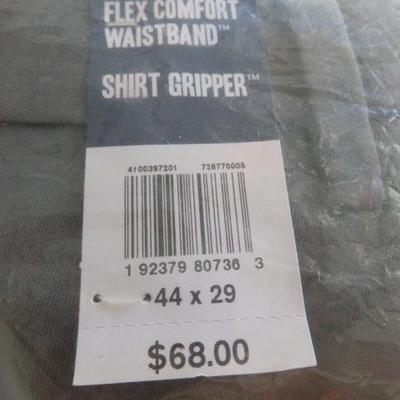 FLEX COMFORT
WAISTBAND™
SHIRT GRIPPER™
4100397201 726770005
1 92379 80736 3
44 x 29
$68.00